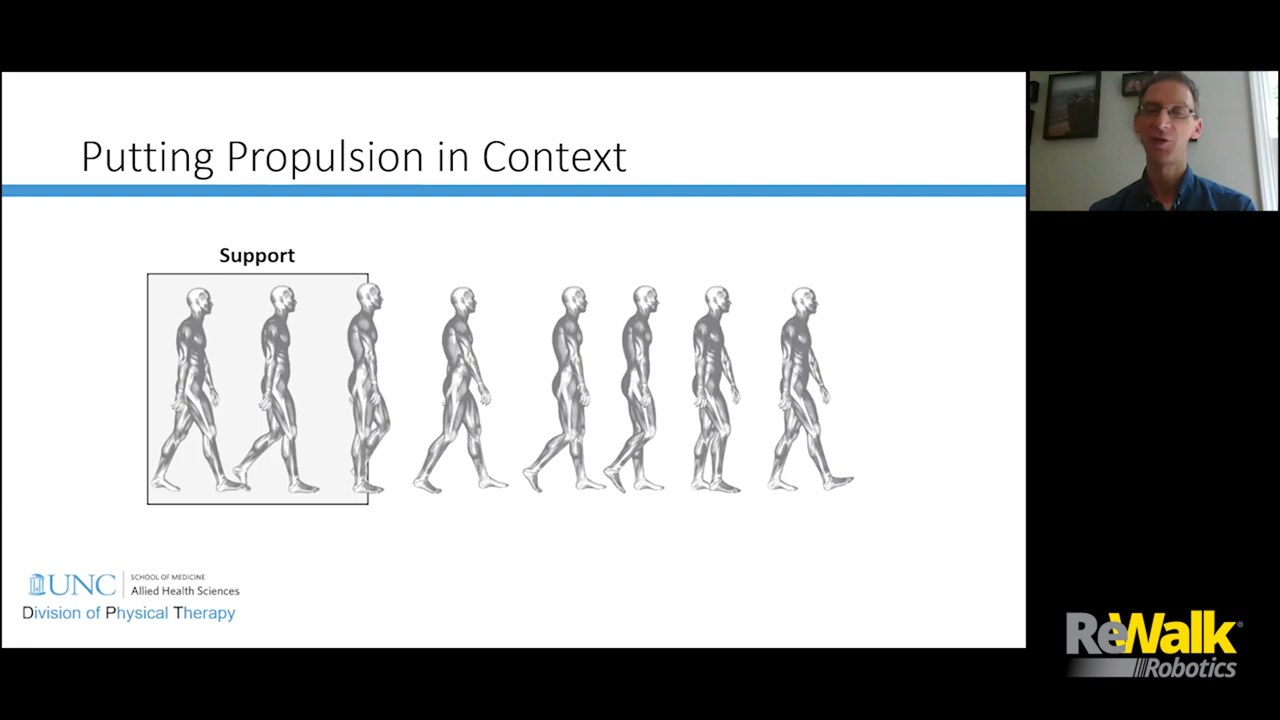 Putting Propulsion in Context
Support
UNC
SCHOOL OF MEDICINE
Allied Health Sciences
Division of Physical Therapy
ReWalk
Robotics